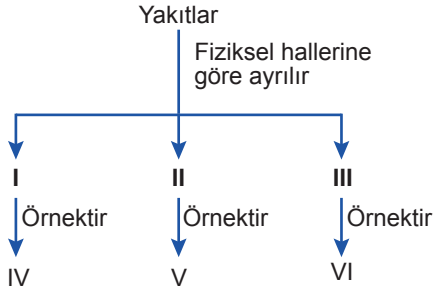 Yakıtlar
Fiziksel hallerine
göre ayrılır
I II III
Örnektir Örnektir Örnektir
IV V VI